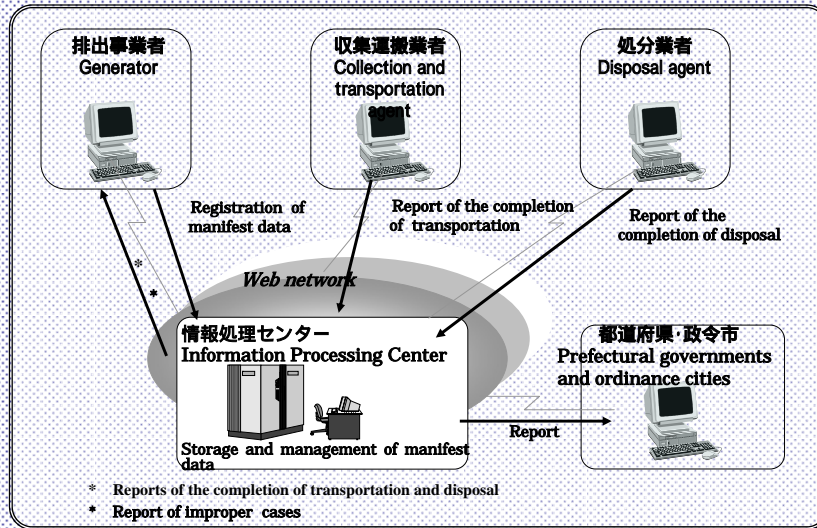 排出事業者
Generator
収集運搬業者
Collection and
transportation
agent
処分業者
Disposal agent
Registration of
manifest data
Report of the completion
of transportation
Report of the
completion of disposal
*
*
Web network
情報処理センター
Information Processing Center
Storage and management of manifest
data
都道府県・政令市
Prefectural governments
and ordinance cities
Report
* Reports of the completion of transportation and disposal
* Report of improper cases